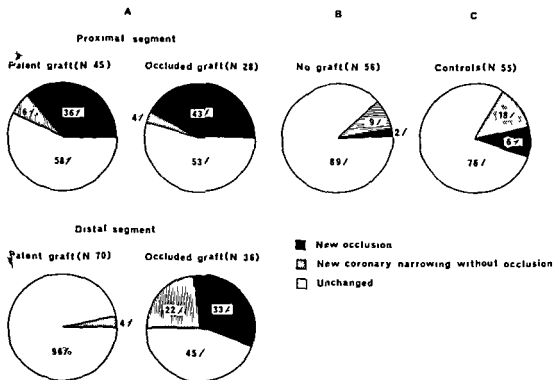 A
B
C
Proximal segment
Patent graft (N 45)
Occluded graft (N 28)
No graft (N 56)
Controls (N 55)
6%
36%
58%
4%
43%
53%
9%
2%
89%
18%
6%
76%
Distal segment
Patent graft (N 70)
Occluded graft (N 36)
4%
96%
22%
33%
45%
New occlusion
New coronary narrowing without occlusion
Unchanged